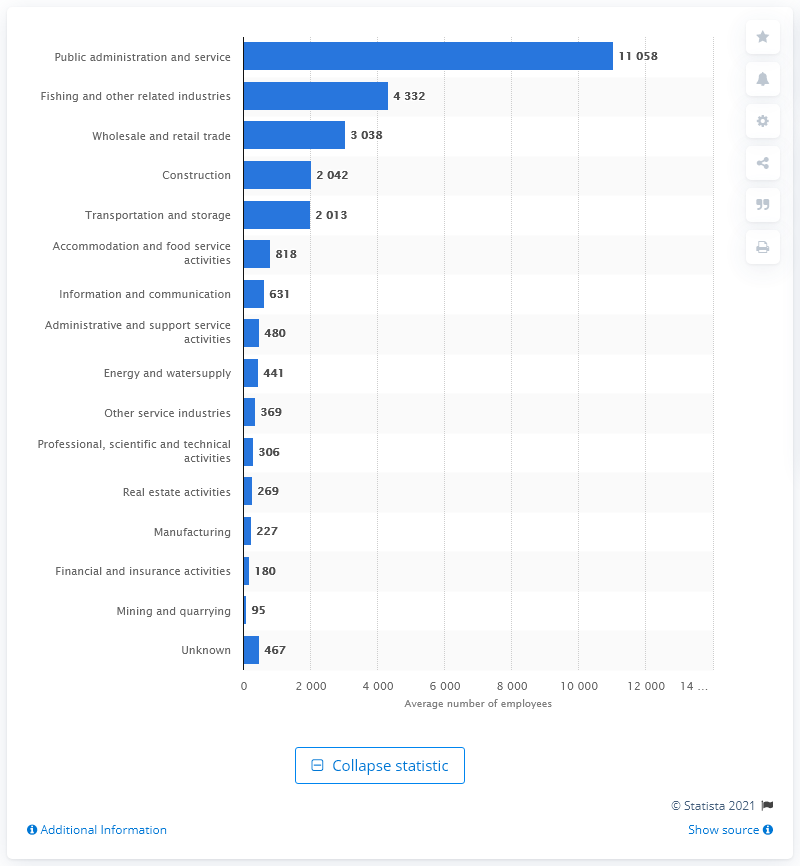 Public administration and service 11 058
Fishing and other related industries 4 332
Wholesale and retail trade 3 038
Construction 2 042
Transportation and storage 2 013
Accommodation and food service
activities 818
Information and communication 631
Administrative and support service
activities 480
Energy and watersupply 441
Other service industries 369
Professional, scientific and technical
activities 306
Real estate activities 269
Manufacturing 227
Financial and insurance activities 180
Mining and quarrying 95
Unknown 467
0 2 000 4 000 6 000 8 000 10 000 12 000 14 ...
Average number of employees
Collapse statistic
© Statista 2021
Additional Information Show source